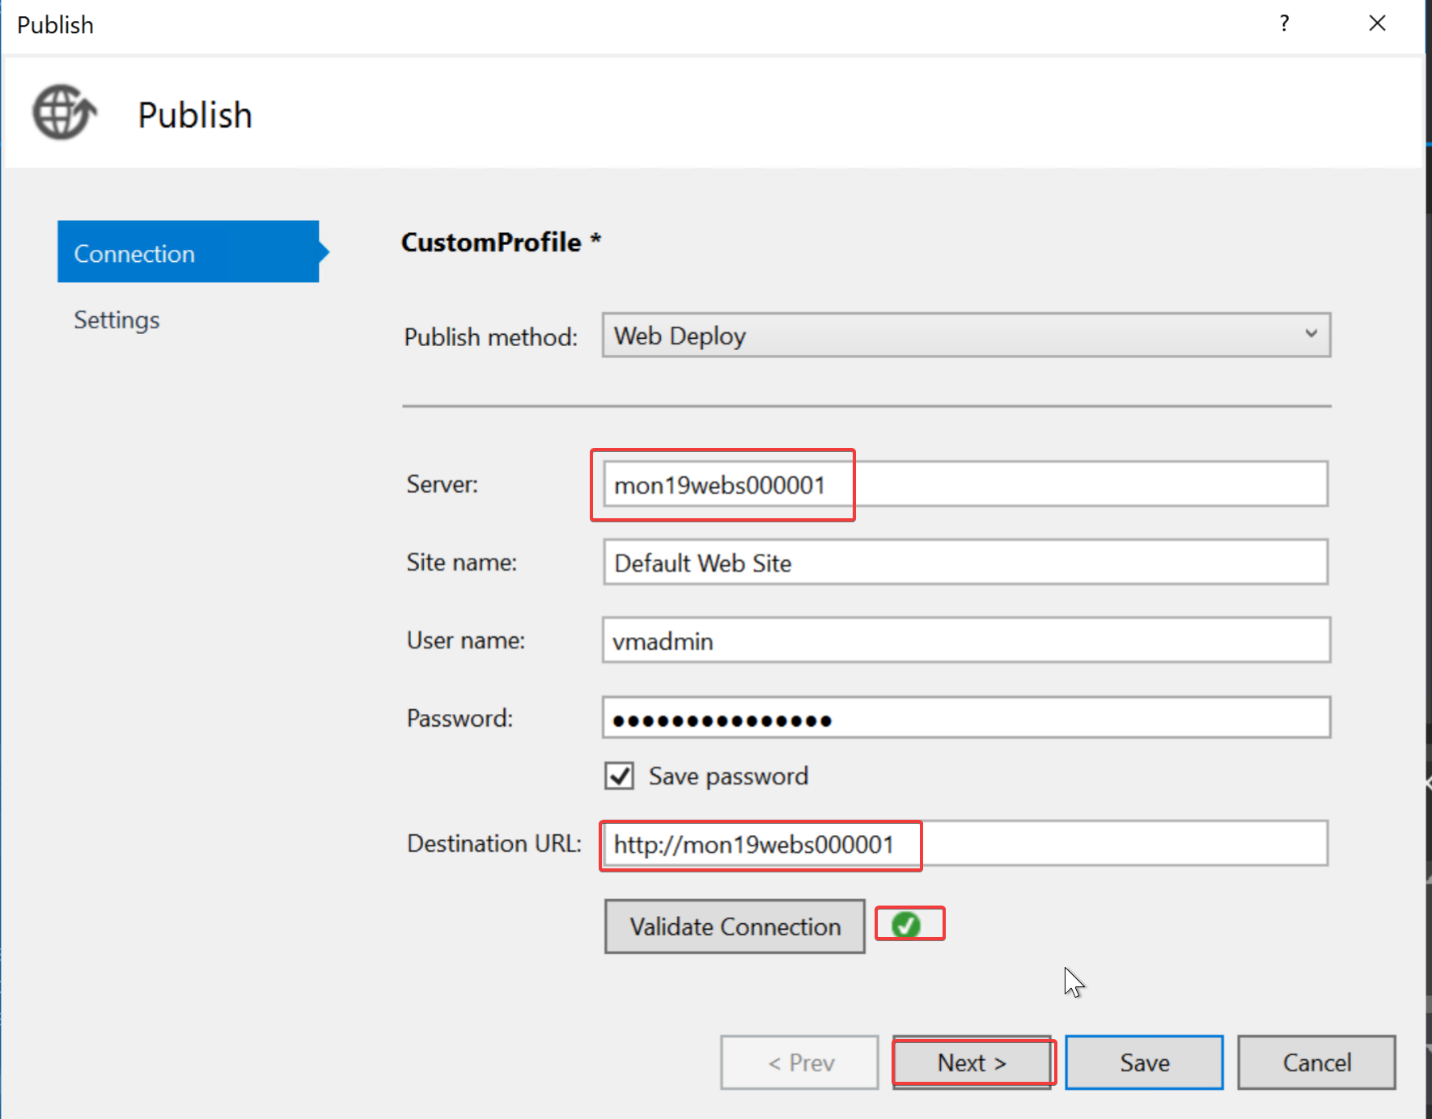 Publish
?
Publish
Connection
Settings
CustomProfile *
Publish method: Web Deploy
Server: mon19webs000001
Site name: Default Web Site
User name: vmadmin
Password: ●●●●●●●●●●●●●●●
Save password
Destination URL: http://mon19webs000001
Validate Connection
< Prev Next > Save Cancel